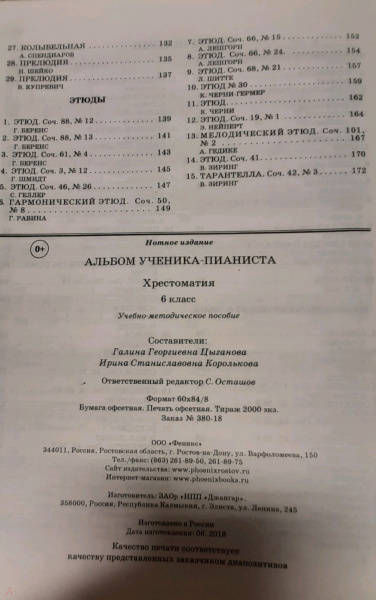 27. КОЛЫБЕЛЬНАЯ 132
А. СПЕНДИАРОВ
28. ПРЕЛЮДИЯ 135
Н. ШЕЙКО
29. ПРЕЛЮДИЯ 137
В. КУПРЕВИЧ
ЭТЮДЫ
1. ЭТЮД. Соч. 88, № 12 139
Г. БЕРЕНС
2. ЭТЮД. Соч. 88, № 13 141
Г. БЕРЕНС
3. ЭТЮД. Соч. 61, № 4 143
Г. БЕРЕНС
4. ЭТЮД. Соч. 3, № 12 145
Г. ШМИДТ
5. ЭТЮД. Соч. 46, № 26 147
С. ГЕЛЛЕР
6. ГАРМОНИЧЕСКИЙ ЭТЮД. Соч. 50,
№ 8 149
Г. РАВИНА
7. ЭТЮД. Соч. 66, № 15 152
А. ЛЕШГОРН
8. ЭТЮД. Соч. 66, № 24. 154
А. ЛЕШГОРН
9. ЭТЮД. Соч. 68, № 21 157
Л. ШИТТЕ
10. ЭТЮД № 30 159
К. ЧЕРНИ-ГЕРМЕР
11. ЭТЮД. 162
К. ЧЕРНИ
12. ЭТЮД. Соч. 19, № 1 164
Э. НЕЙПЕРТ
13. МЕЛОДИЧЕСКИЙ ЭТЮД. Соч. 101,
№ 2 167
А. ГЕДИКЕ
14. ЭТЮД. Соч. 41. 170
В. ЗИРИНГ
15. ТАРАНТЕЛЛА. Соч. 42, № 3 172
В. ЗИРИНГ
0+
Нотное издание
АЛЬБОМ УЧЕНИКА-ПИАНИСТА
Хрестоматия
6 класс
Учебно-методическое пособие
Составители:
Галина Георгиевна Цыганова
Ирина Станиславовна Королькова
Ответственный редактор С. Осташов
Формат 60х84/8
Бумага офсетная. Печать офсетная. Тираж 2000 экз.
Заказ № 380-18
ООО «Феникс»
344011, Россия, Ростовская область, г. Ростов-на-Дону, ул. Варфоломеева, 150
Тел./факс: (863) 261-89-50, 261-89-75
Сайт издательства: www.phoenixrostov.ru
Интернет-магазин: www.phoenixbooks.ru
Изготовитель: ЗАОр «НПП «Джангар».
358000, Россия, Республика Калмыкия, г. Элиста, ул. Ленина, 245
Изготовлено в России
Дата изготовления: 06. 2018
Качество печати соответствует
качеству представленных заказчиком диапозитивов